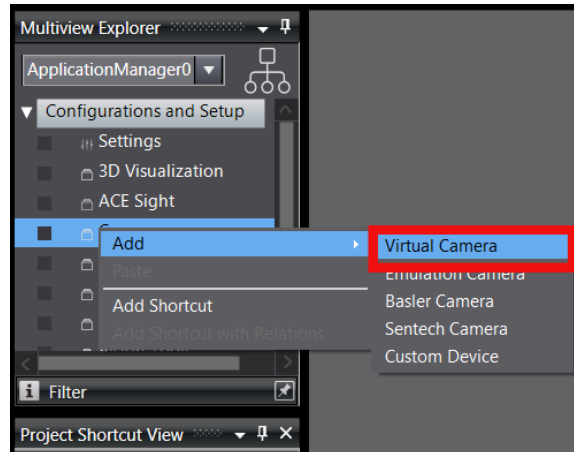 Multiview Explorer
ApplicationManager0
Configurations and Setup
Settings
3D Visualization
ACE Sight
Add
Paste
Add Shortcut
Add Shortcut with Relations
Virtual Camera
Emulation Camera
Basler Camera
Sentech Camera
Custom Device
Filter
Project Shortcut View